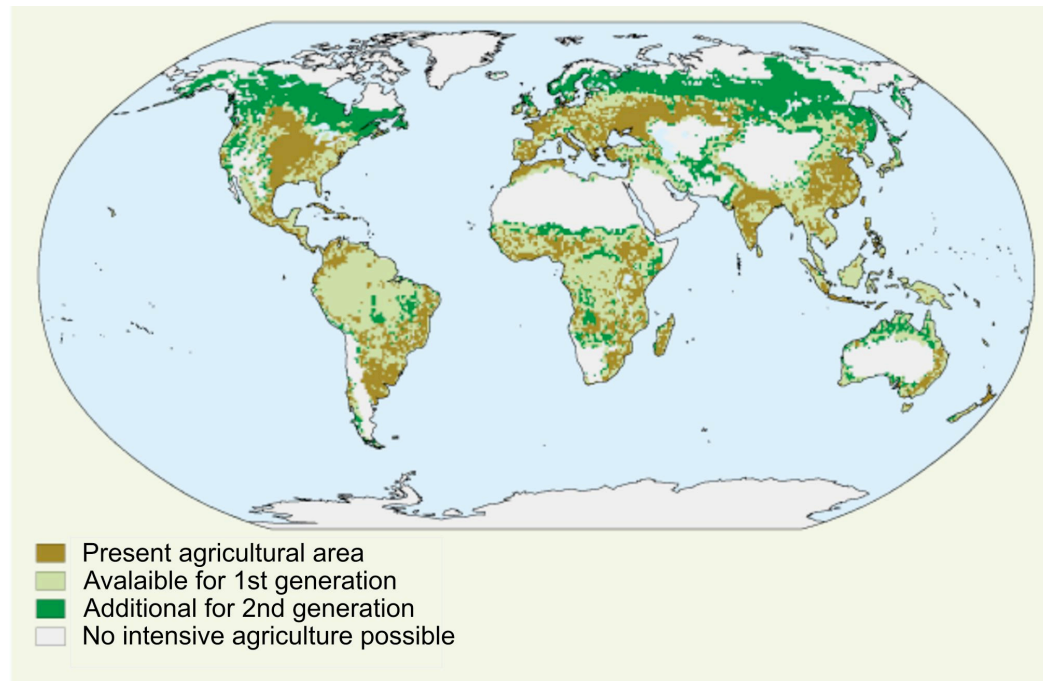 Present agricultural area
Avalaible for 1st generation
Additional for 2nd generation
No intensive agriculture possible